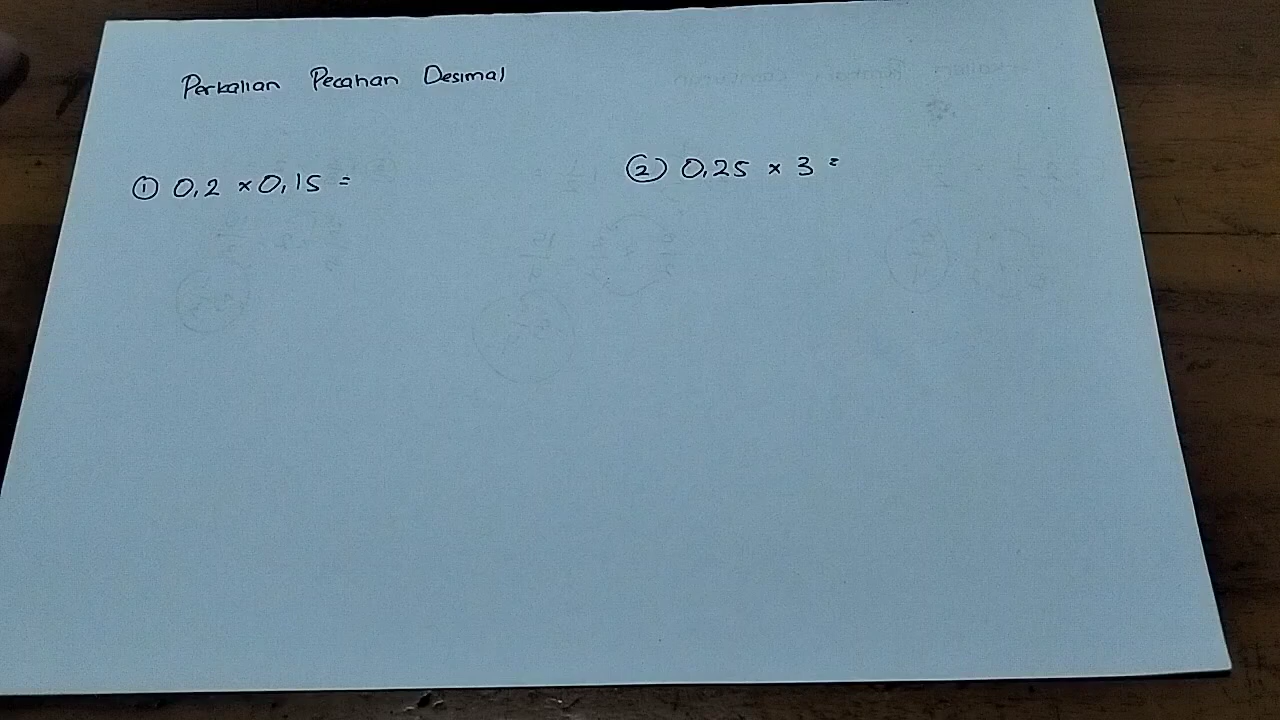 Perkalian Pecahan Desimal
① 0,2 × 0,15 =
② 0,25 × 3 =